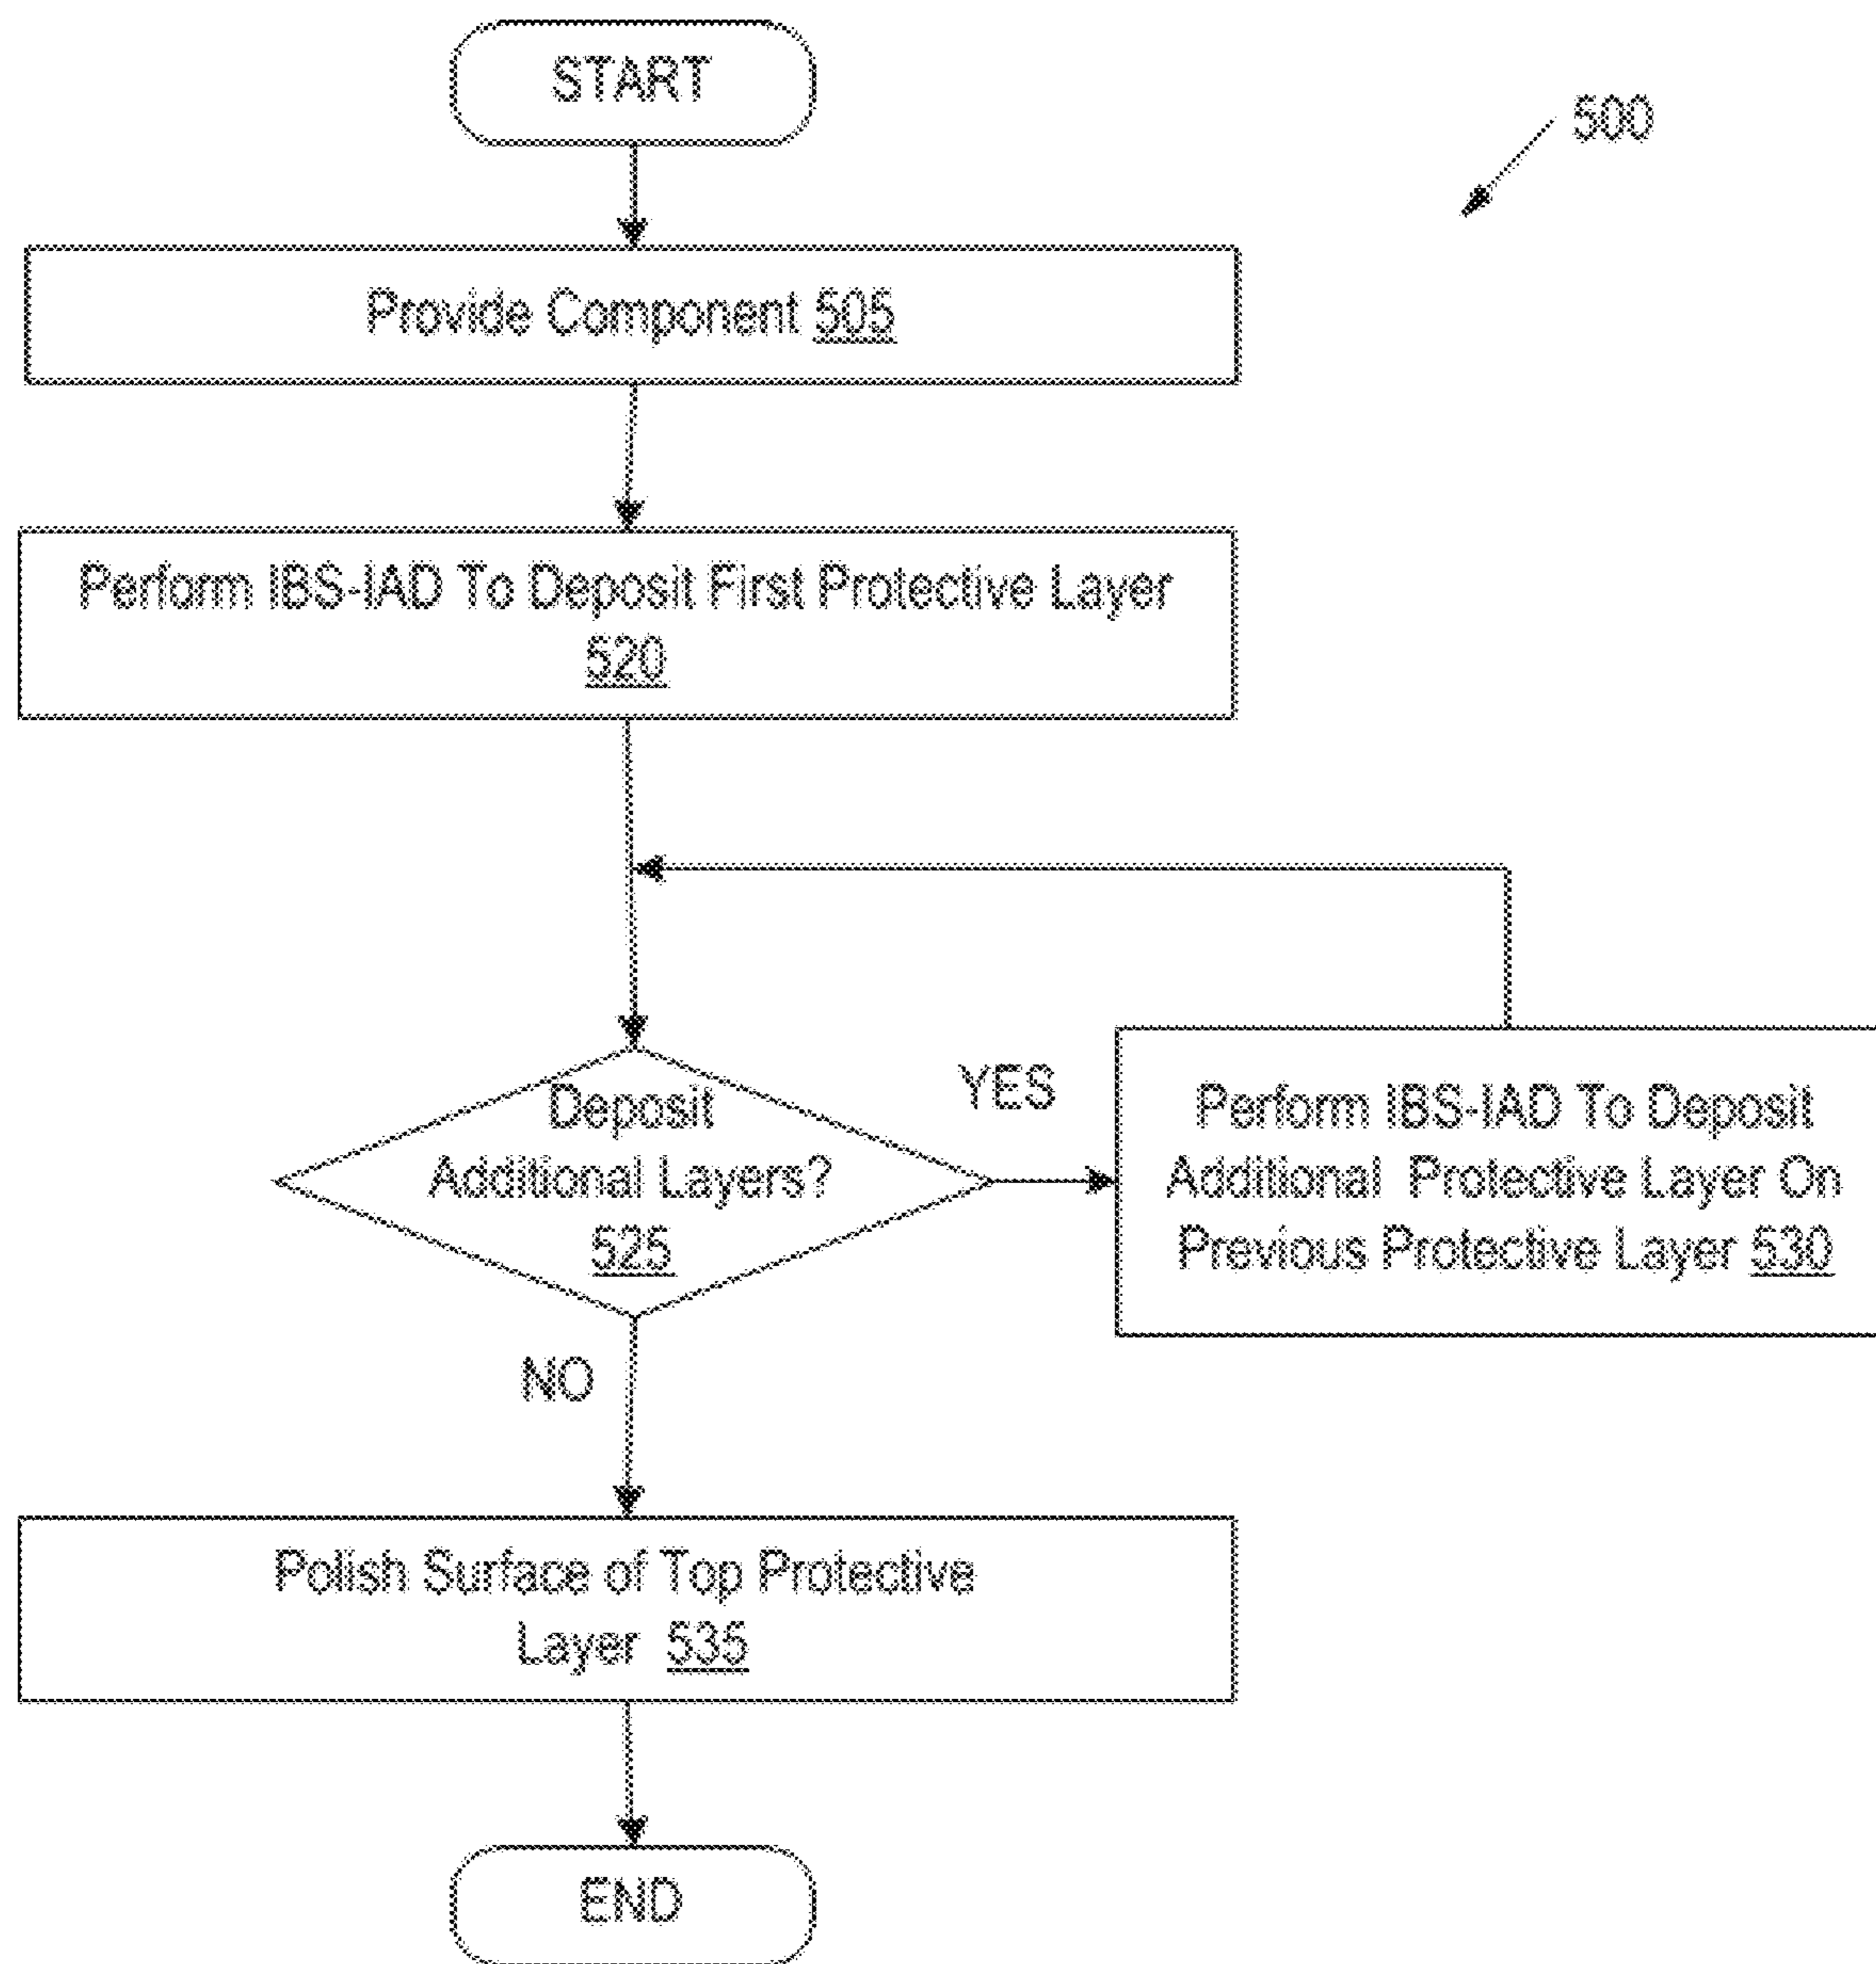 START
500
Provide Component 505
Perform IBS-IAD To Deposit First Protective Layer
520
Deposit
Additional Layers?
525
YES
Perform IBS-IAD To Deposit
Additional Protective Layer On
Previous Protective Layer 530
NO
Polish Surface of Top Protective
Layer 535
END